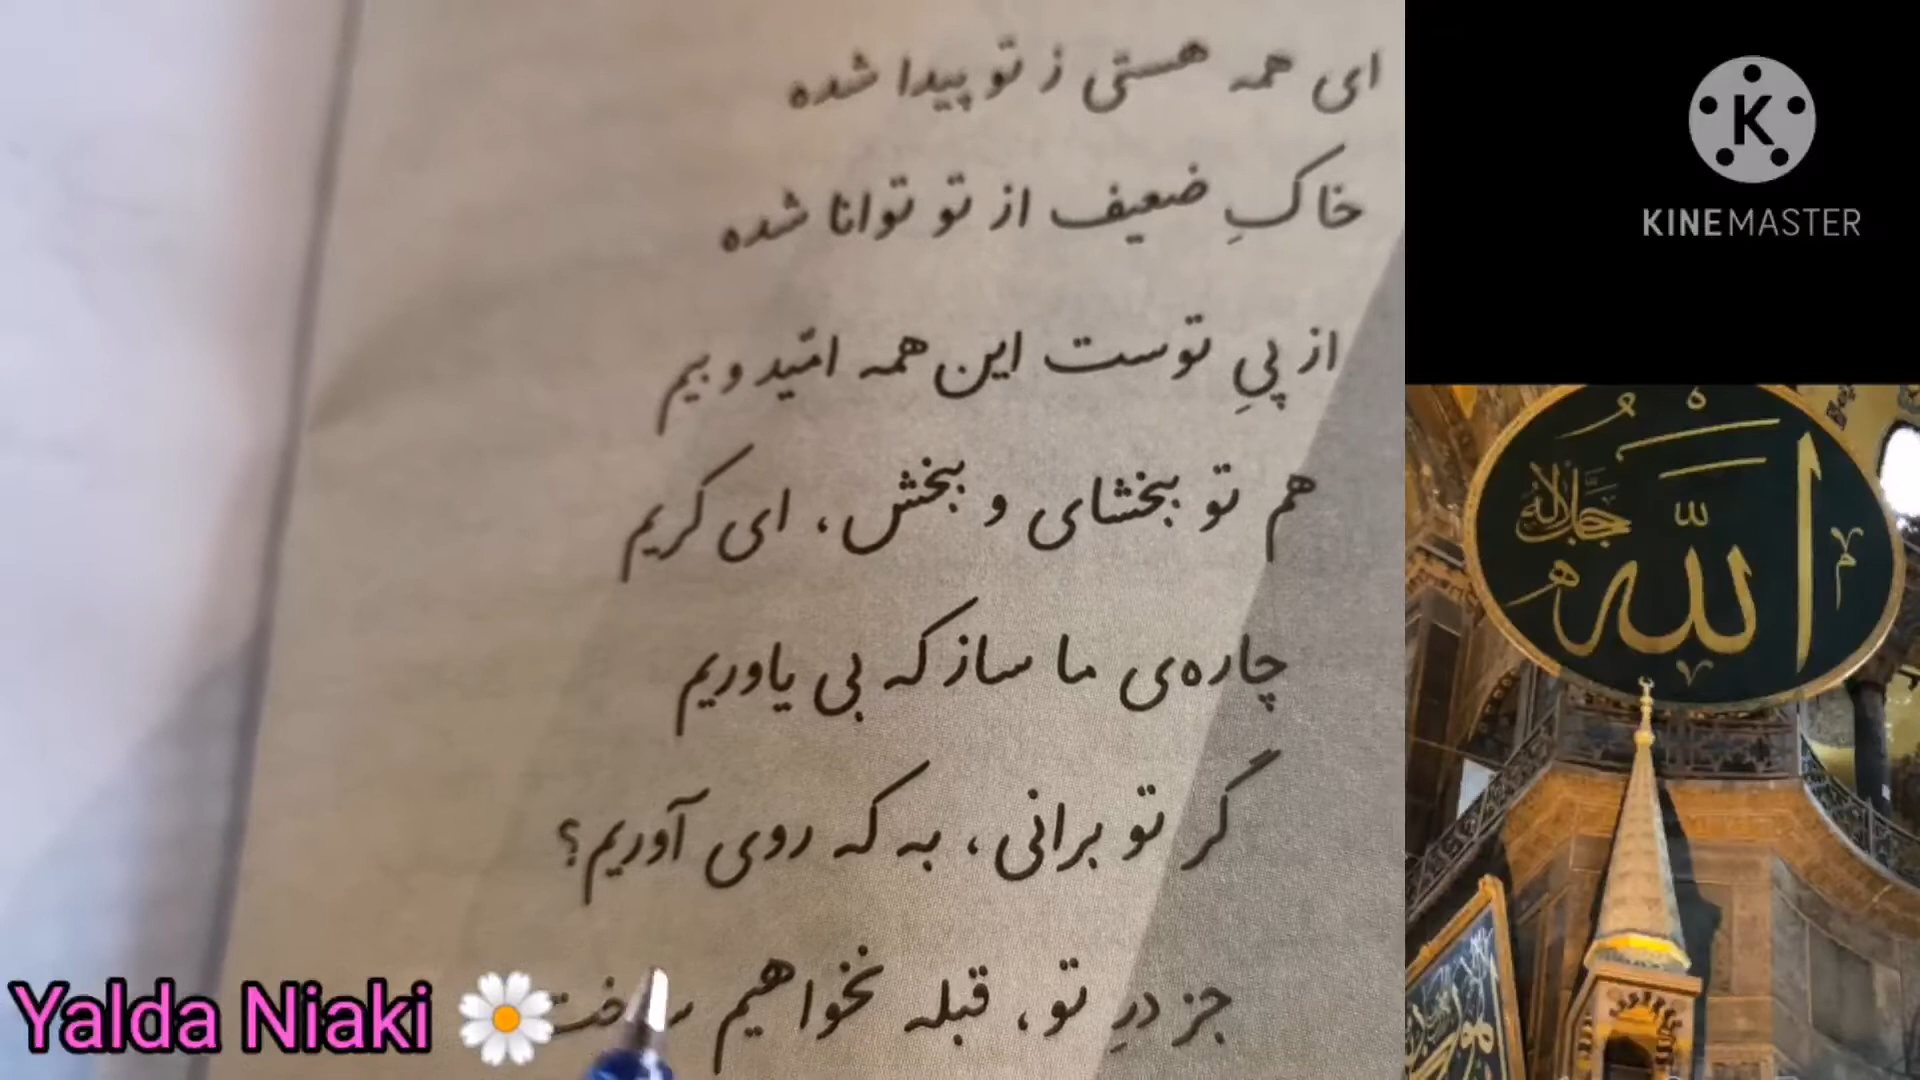 ای همه هستی ز تو پیدا شده
خاکِ ضعیف از تو توانا شده
از پیِ توست این همه امّید و بیم
هم تو ببخشای و ببخش، ای کریم
چاره‌ی ما ساز که بی یاوریم
گر تو برانی، به که روی آوریم؟
جز درِ تو، قبله نخواهیم
Yalda Niaki
K
KINEMASTER
الله
جل جلاله